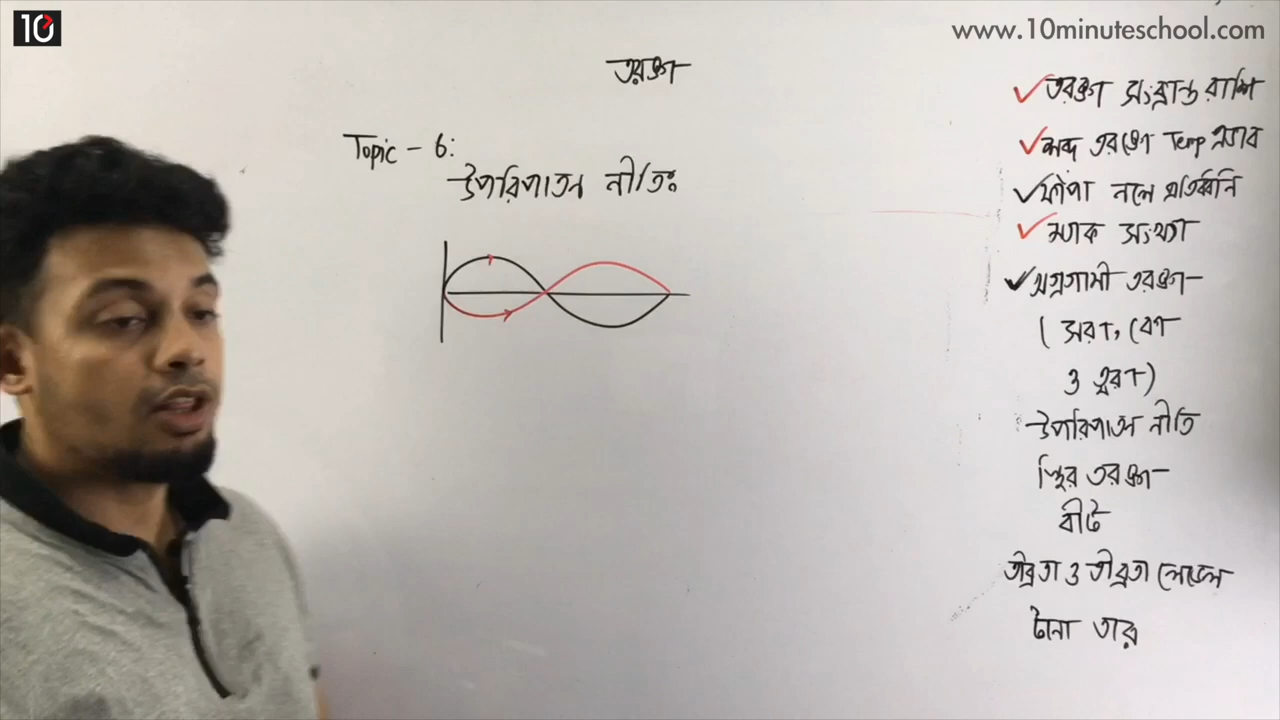 10
www.10minuteschool.com
তরঙ্গ
Topic - 6:
উপরিপাতন নীতিঃ
তরঙ্গ সংক্রান্ত রাশি
শব্দ তরঙ্গে Temp এর
ফাঁপা নলে প্রতিধ্বনি
ম্যাক সংখ্যা
অগ্রগামী তরঙ্গ-
( সরণ, বেগ
ও ত্বরণ)
উপরিপাতন নীতি
স্থির তরঙ্গ-
বীট
তীব্রতা ও তীব্রতা লেভেল
টানা তার